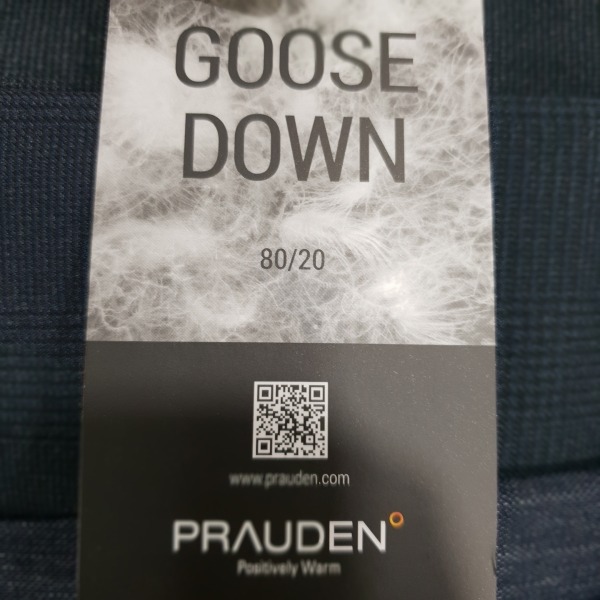 GOOSE
DOWN
80/20
www.prauden.com
PRAUDEN
Positively Warm